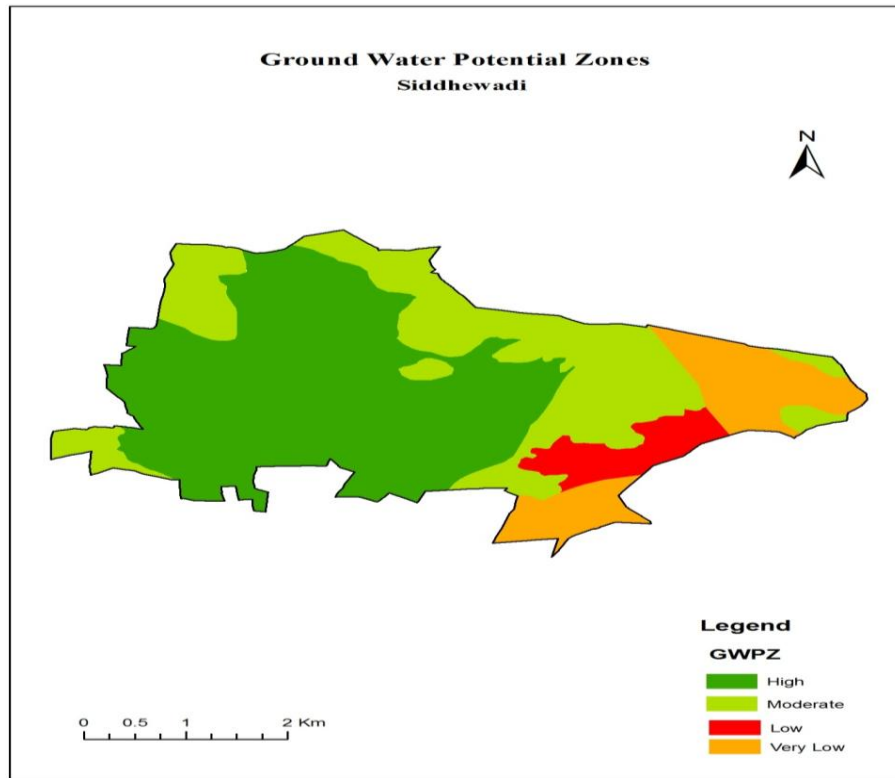 Ground Water Potential Zones
Siddhewadi
N
Legend
GWPZ
High
Moderate
Low
Very Low
0 0.5 1 2 Km